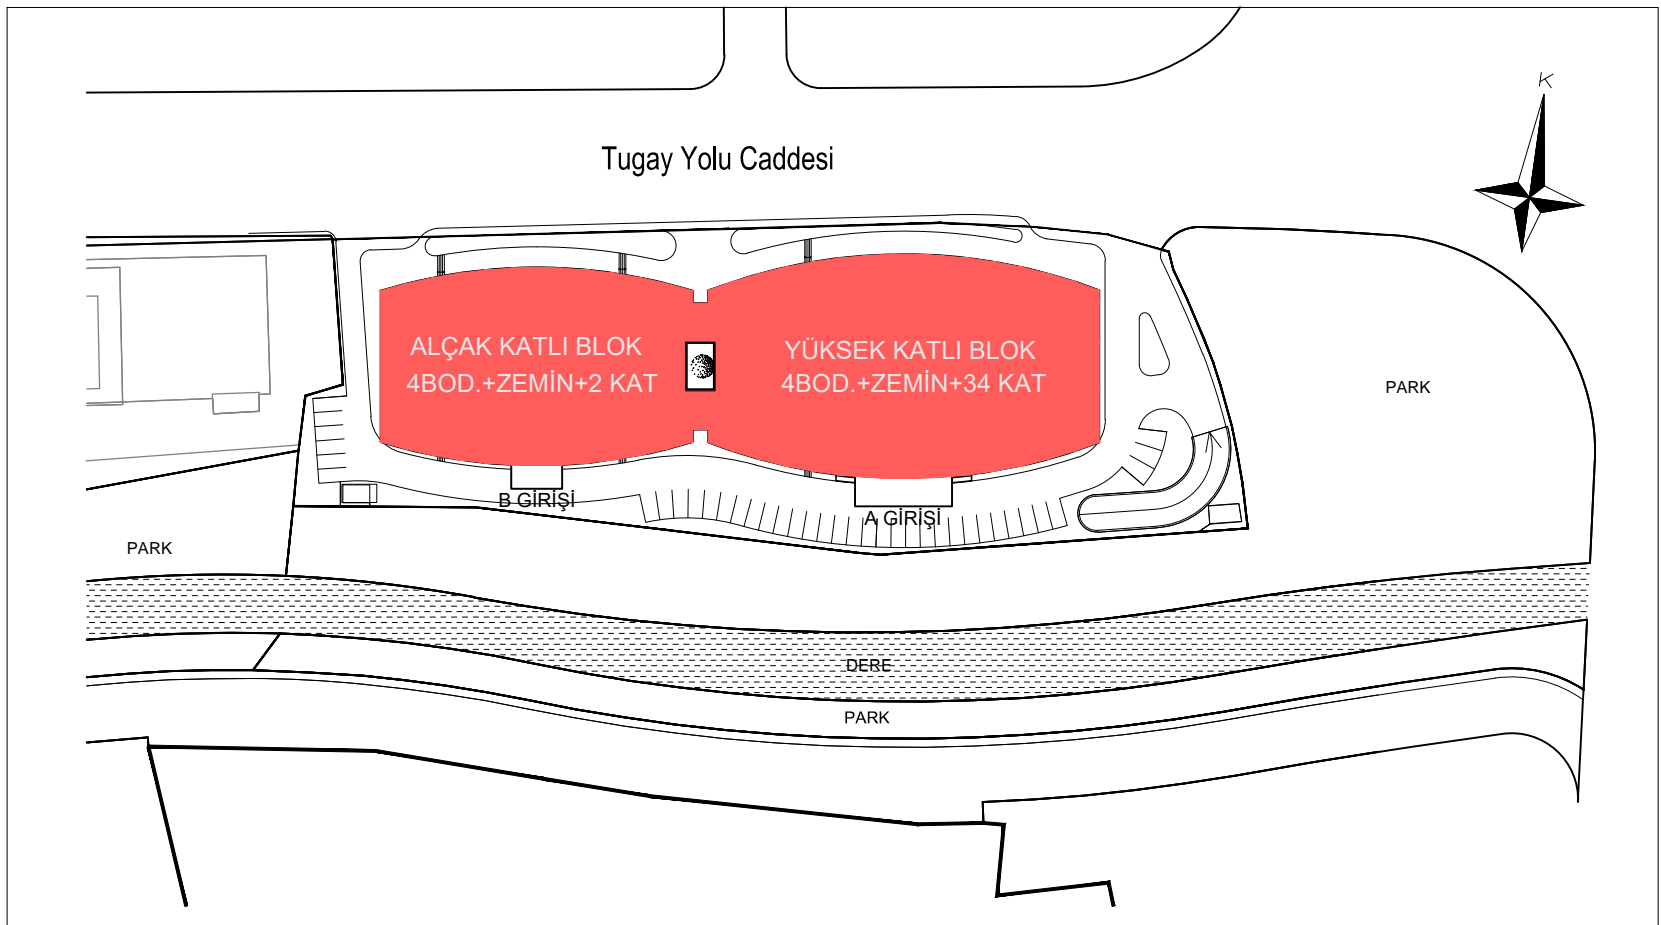 K
Tugay Yolu Caddesi
ALÇAK KATLI BLOK
4BOD.+ZEMİN+2 KAT
YÜKSEK KATLI BLOK
4BOD.+ZEMİN+34 KAT
PARK
B GİRİŞİ
A GİRİŞİ
PARK
DERE
PARK